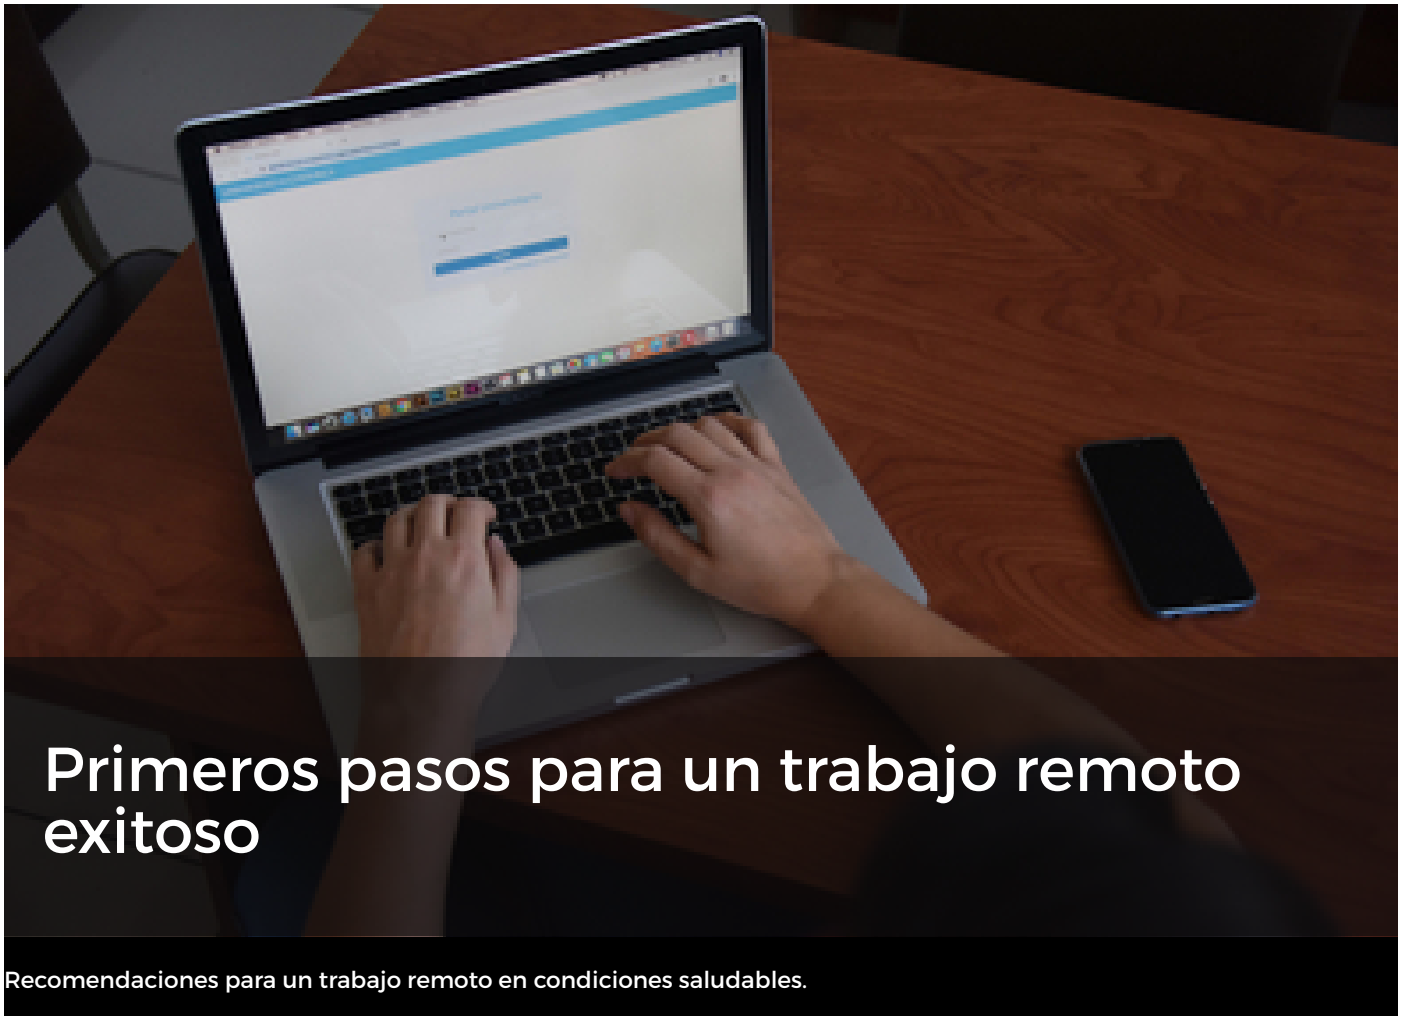 Primeros pasos para un trabajo remoto
exitoso
Recomendaciones para un trabajo remoto en condiciones saludables.